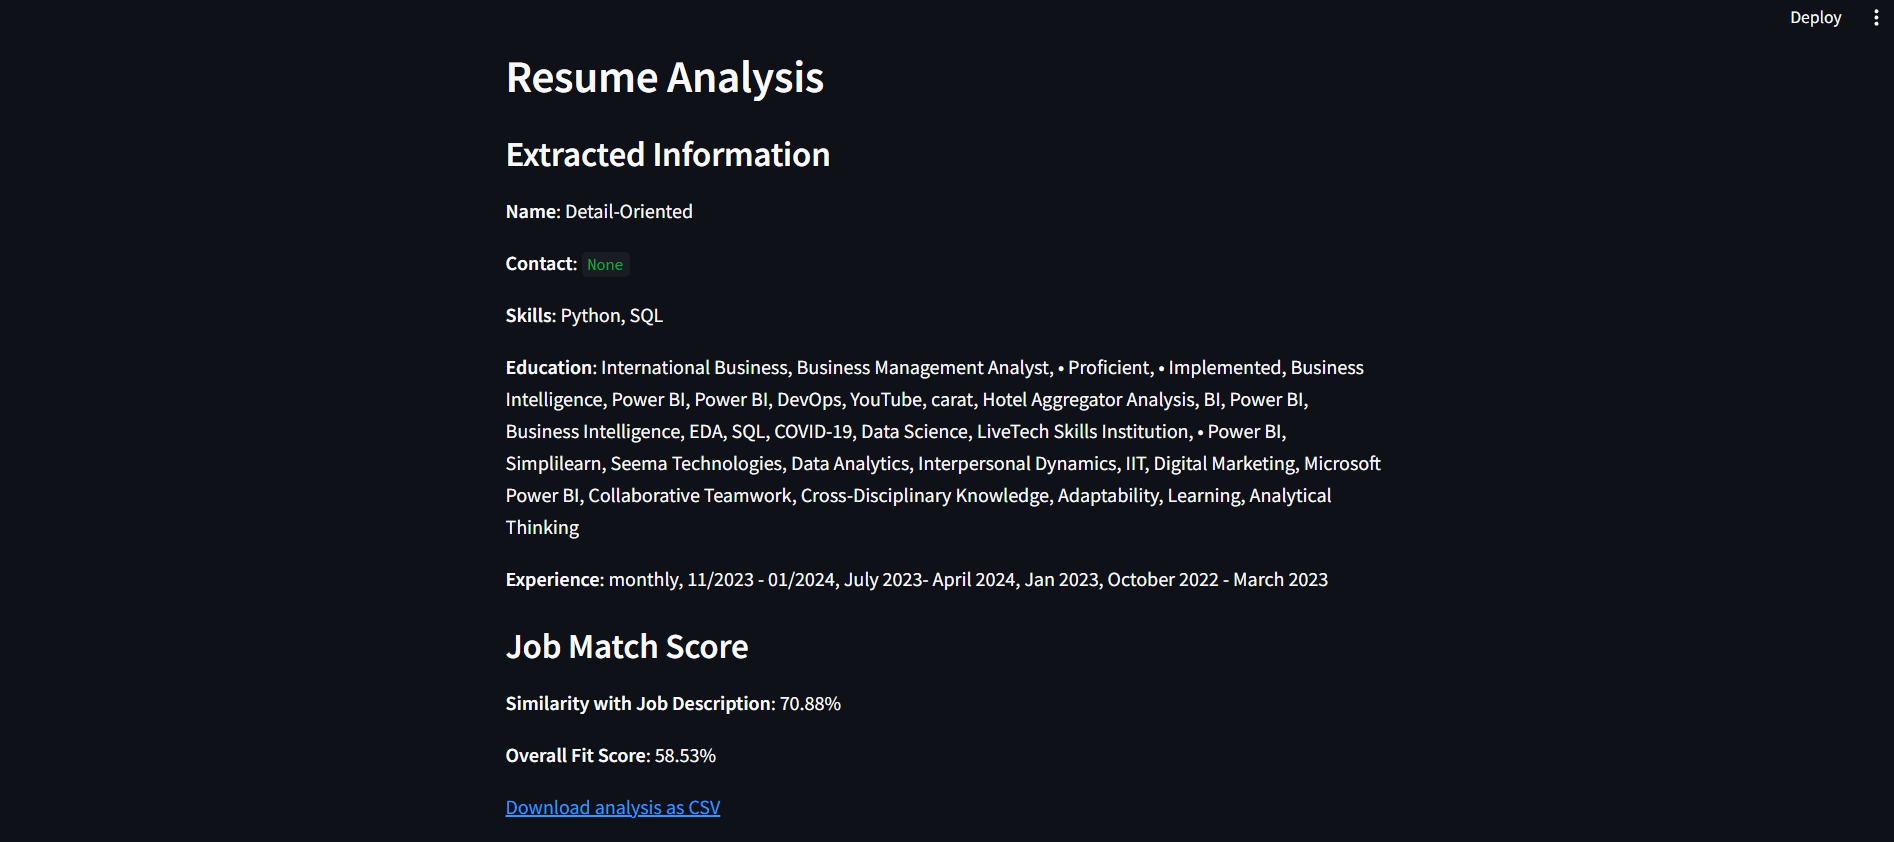 Deploy
Resume Analysis
Extracted Information
Name: Detail-Oriented
Contact: None
Skills: Python, SQL
Education: International Business, Business Management Analyst, • Proficient, • Implemented, Business
Intelligence, Power BI, Power BI, DevOps, YouTube, carat, Hotel Aggregator Analysis, BI, Power BI,
Business Intelligence, EDA, SQL, COVID-19, Data Science, LiveTech Skills Institution, • Power BI,
Simplilearn, Seema Technologies, Data Analytics, Interpersonal Dynamics, IIT, Digital Marketing, Microsoft
Power BI, Collaborative Teamwork, Cross-Disciplinary Knowledge, Adaptability, Learning, Analytical
Thinking
Experience: monthly, 11/2023 - 01/2024, July 2023- April 2024, Jan 2023, October 2022 - March 2023
Job Match Score
Similarity with Job Description: 70.88%
Overall Fit Score: 58.53%
Download analysis as CSV